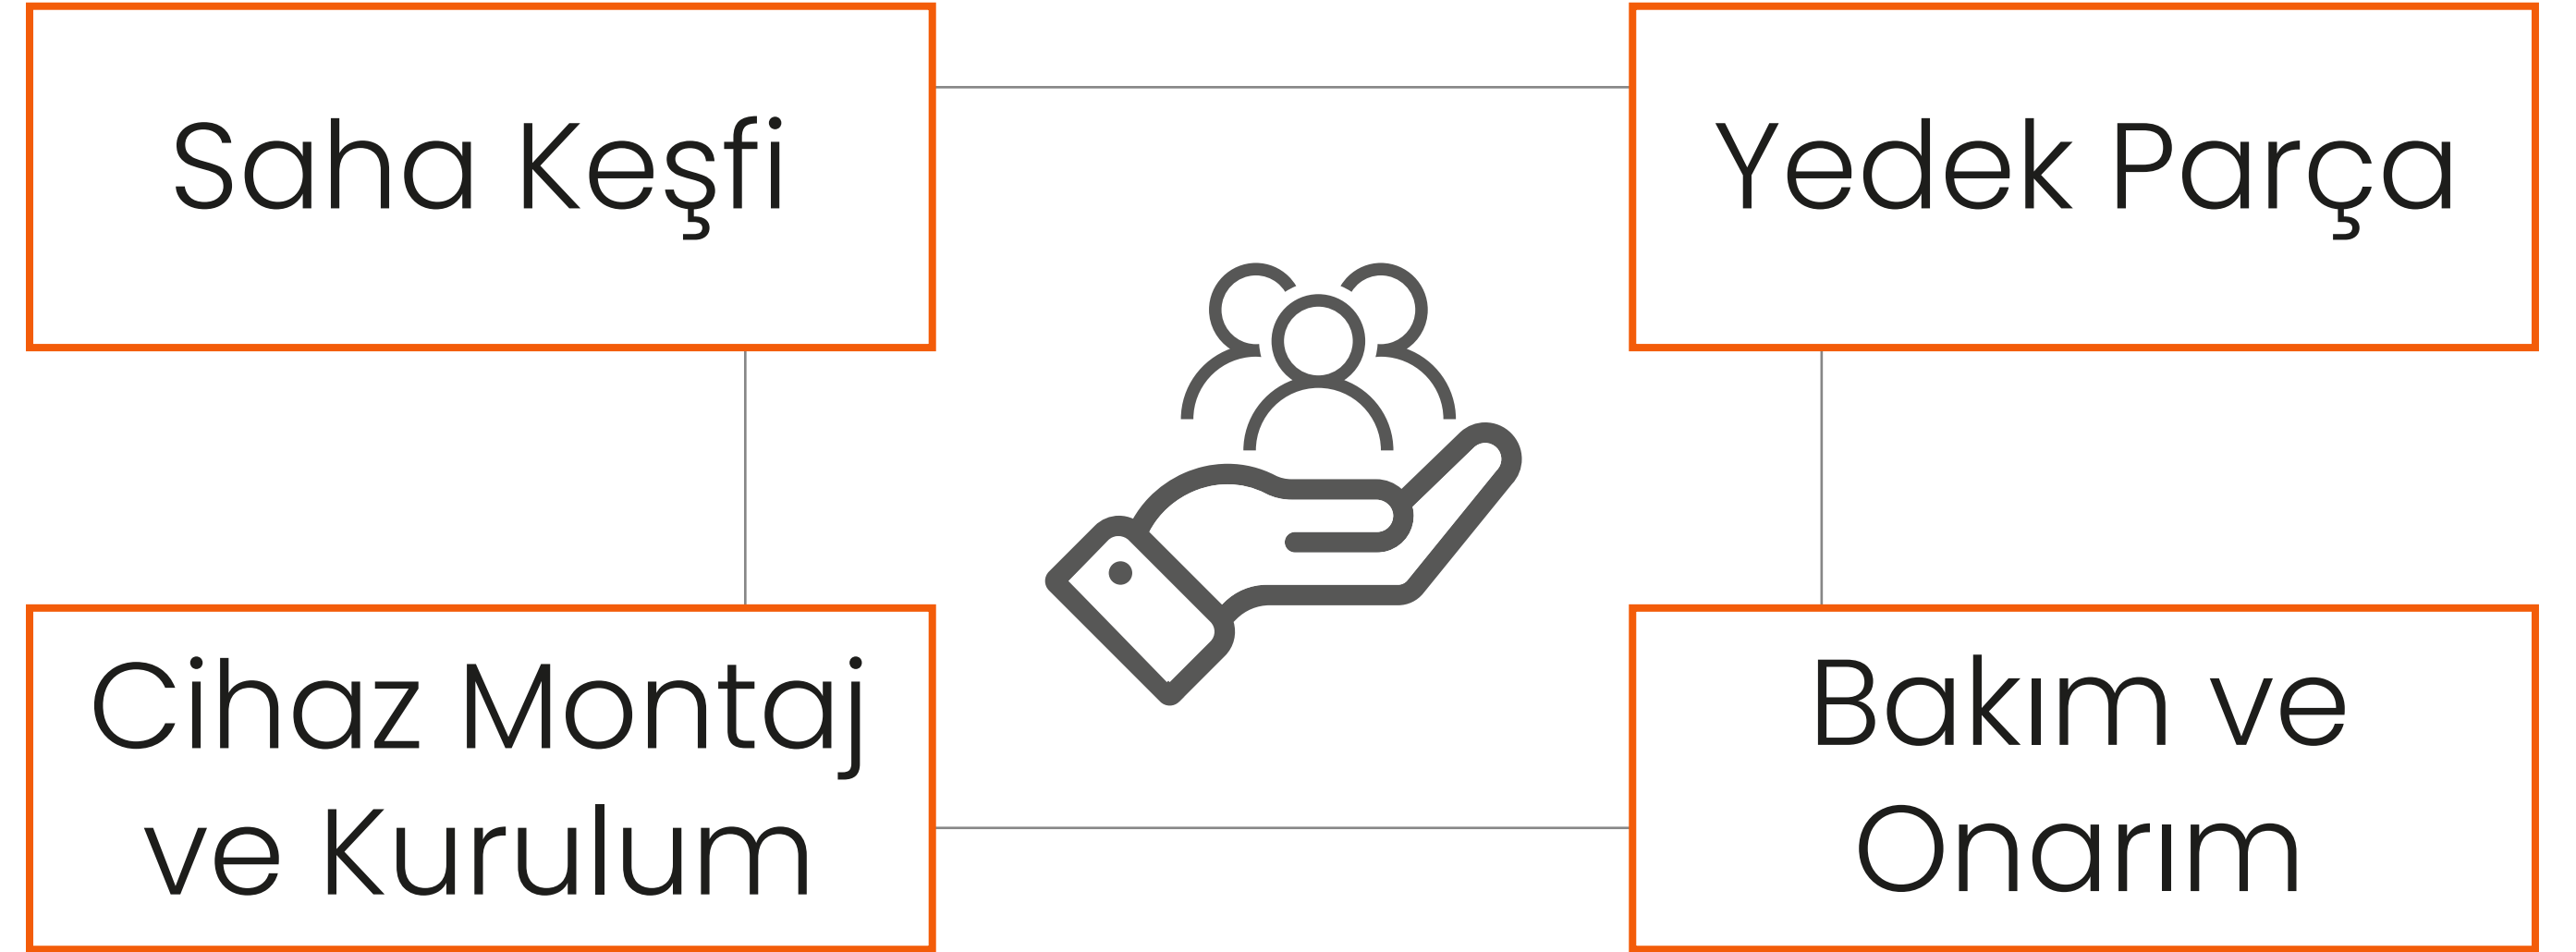 Saha Keşfi
Yedek Parça
Cihaz Montaj
ve Kurulum
Bakım ve
Onarım